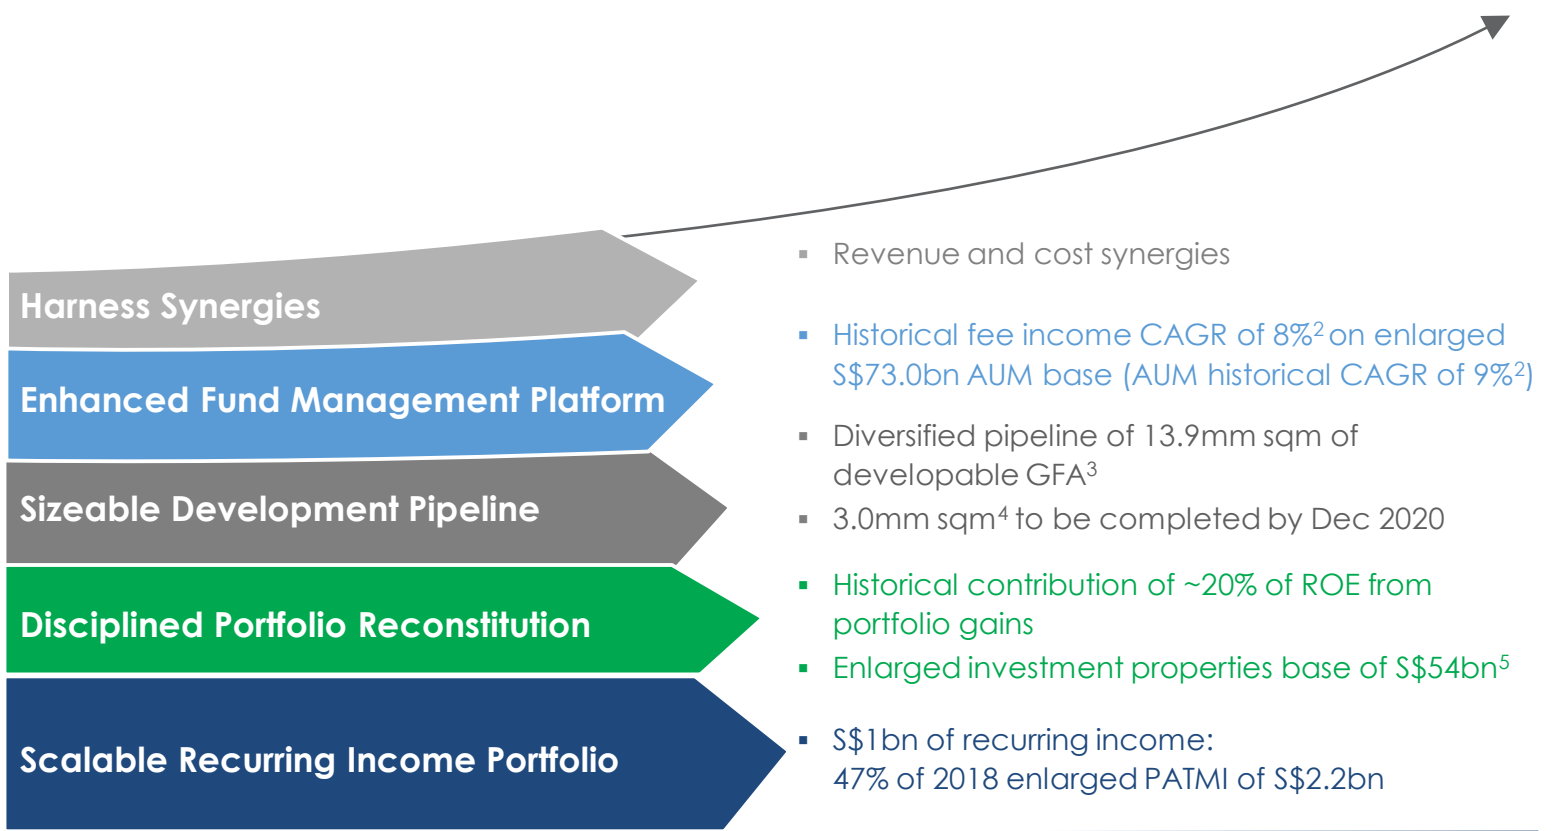 Harness Synergies
▪ Revenue and cost synergies
Enhanced Fund Management Platform
▪ Historical fee income CAGR of 8%² on enlarged
S$73.0bn AUM base (AUM historical CAGR of 9%²)
Sizeable Development Pipeline
▪ Diversified pipeline of 13.9mm sqm of
developable GFA³
▪ 3.0mm sqm⁴ to be completed by Dec 2020
Disciplined Portfolio Reconstitution
▪ Historical contribution of ~20% of ROE from
portfolio gains
▪ Enlarged investment properties base of S$54bn⁵
Scalable Recurring Income Portfolio
▪ S$1bn of recurring income:
47% of 2018 enlarged PATMI of S$2.2bn